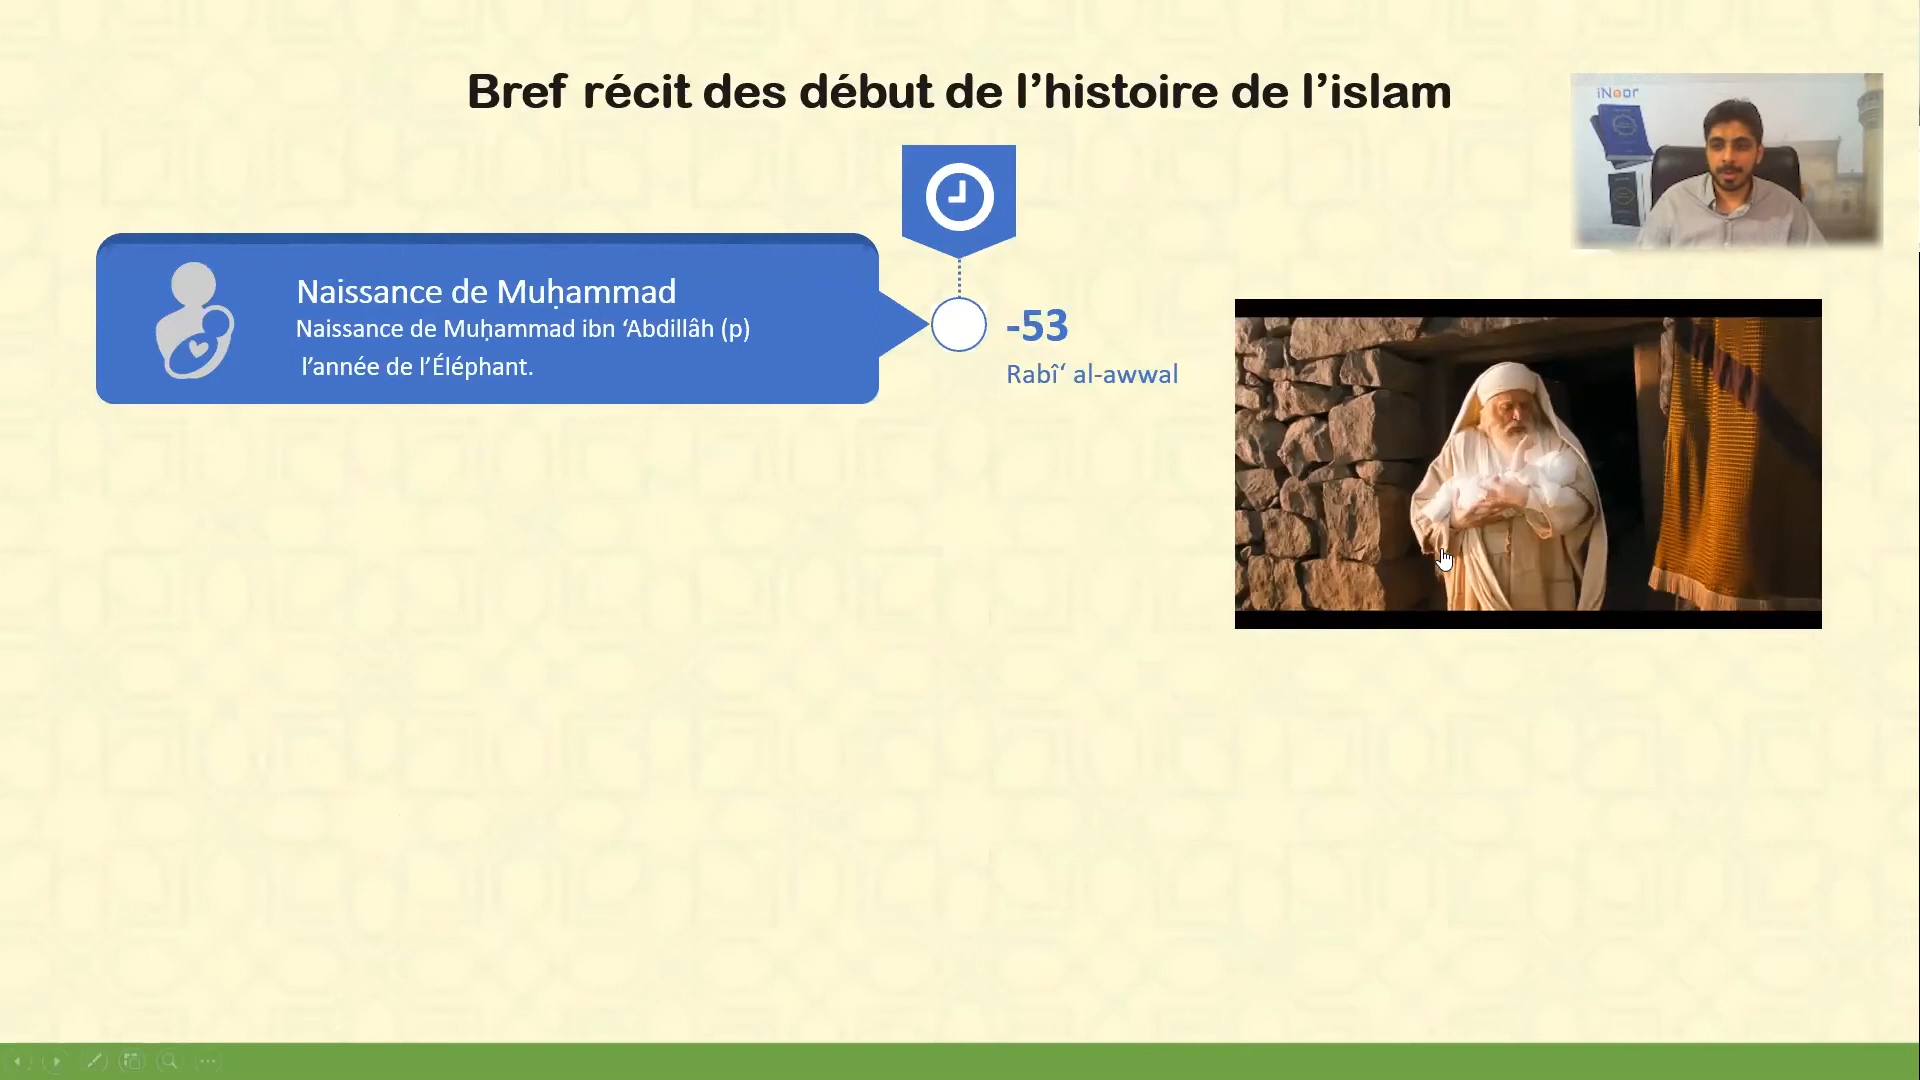 Bref récit des début de l’histoire de l’islam
iNoor
Naissance de Muḥammad
Naissance de Muḥammad ibn ‘Abdillâh (p)
l’année de l’Éléphant.
-53
Rabî‘ al-awwal